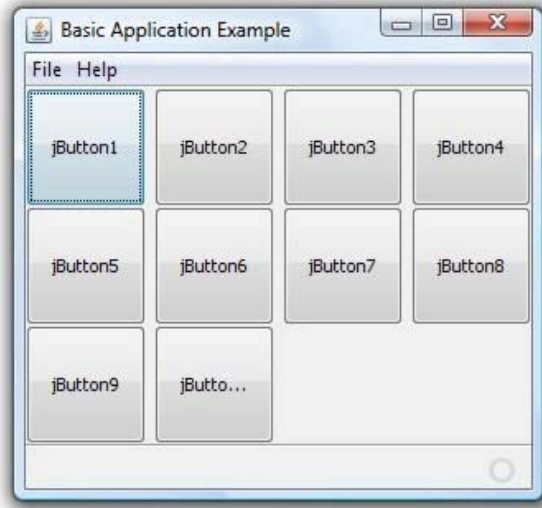 Basic Application Example
File Help
jButton1 jButton2 jButton3 jButton4
jButton5 jButton6 jButton7 jButton8
jButton9 jButto...